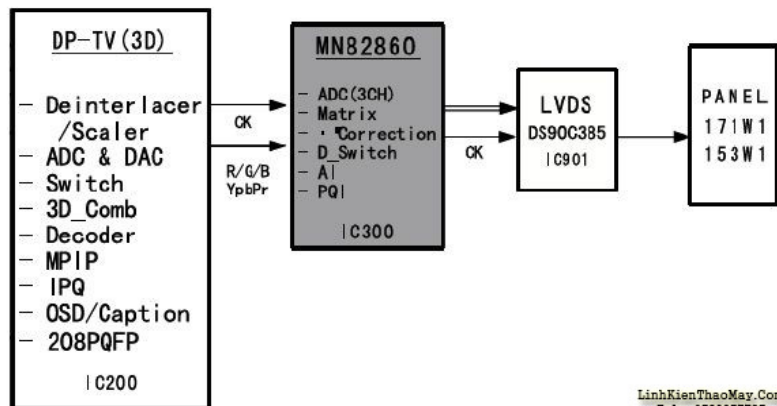 DP-TV(3D)
- Deinterlacer
/Scaler
- ADC & DAC
- Switch
- 3D_Comb
- Decoder
- MPIP
- IPQ
- OSD/Caption
- 208PQFP
IC200
CK
R/G/B
YpbPr
MN82860
- ADC(3CH)
- Matrix
- ·¶Correction
- D_Switch
- AI
- PQI
IC300
CK
LVDS
DS90C385
IC901
PANEL
171W1
153W1
LinhKienThaoMay.Com